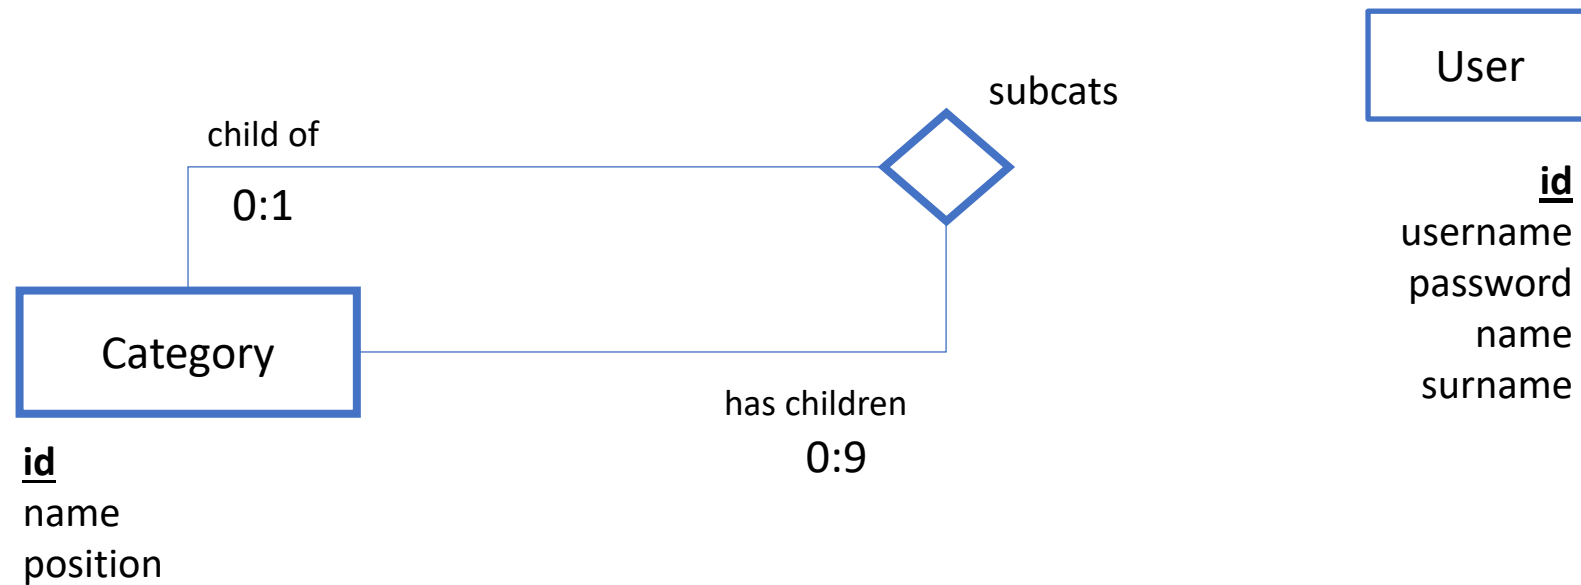 User
subcats
child of
0:1
id
username
password
name
surname
Category
has children
0:9
id
name
position